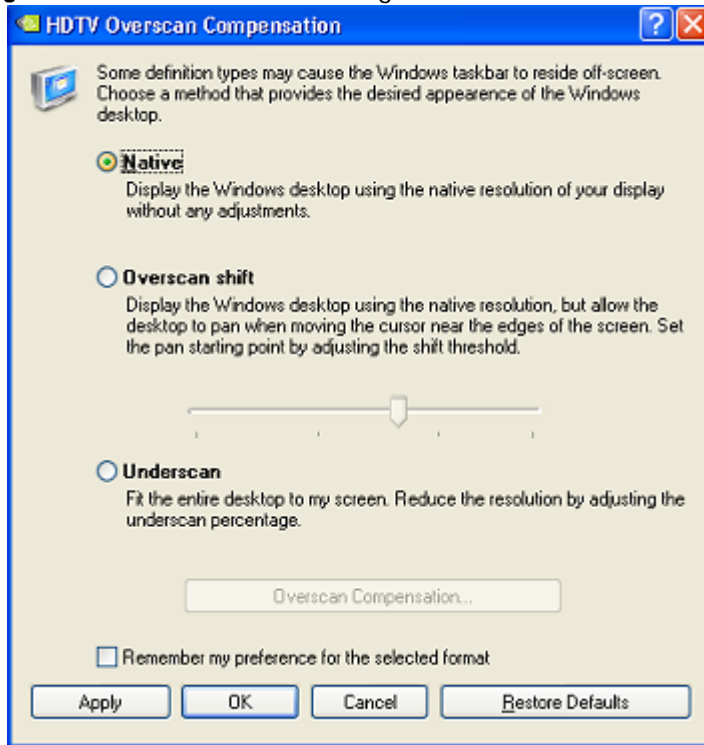 HDTV Overscan Compensation
Some definition types may cause the Windows taskbar to reside off-screen.
Choose a method that provides the desired appearence of the Windows
desktop.
Native
Display the Windows desktop using the native resolution of your display
without any adjustments.
Overscan shift
Display the Windows desktop using the native resolution, but allow the
desktop to pan when moving the cursor near the edges of the screen. Set
the pan starting point by adjusting the shift threshold.
Underscan
Fit the entire desktop to my screen. Reduce the resolution by adjusting the
underscan percentage.
Overscan Compensation...
Remember my preference for the selected format
Apply OK Cancel Restore Defaults